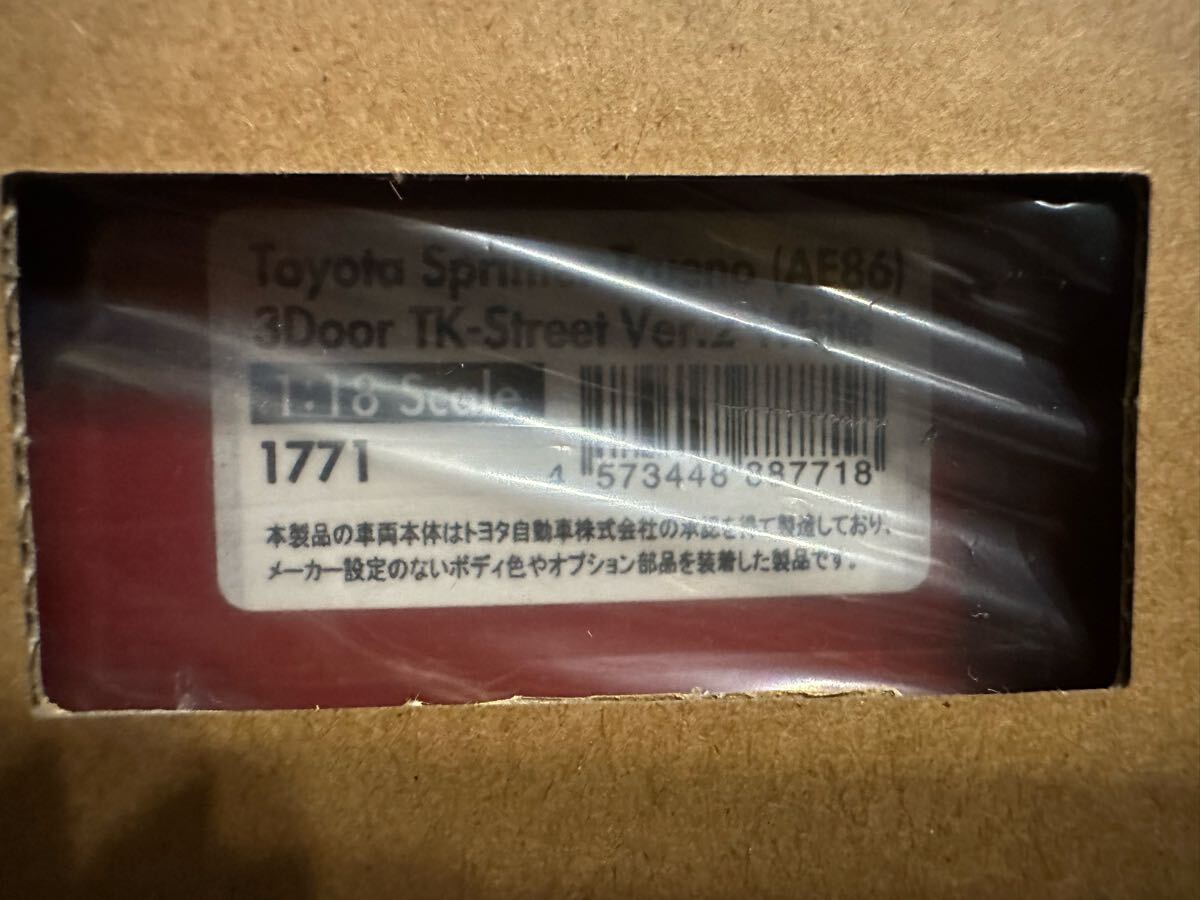 Toyota Sprinter Trueno (AE86)
3Door TK-Street Ver.2 White
1:18 Scale
1771
4 573448 887718
本製品の車両本体はトヨタ自動車株式会社の承認を得て製造しており、
メーカー設定のないボディ色やオプション部品を装着した製品です。